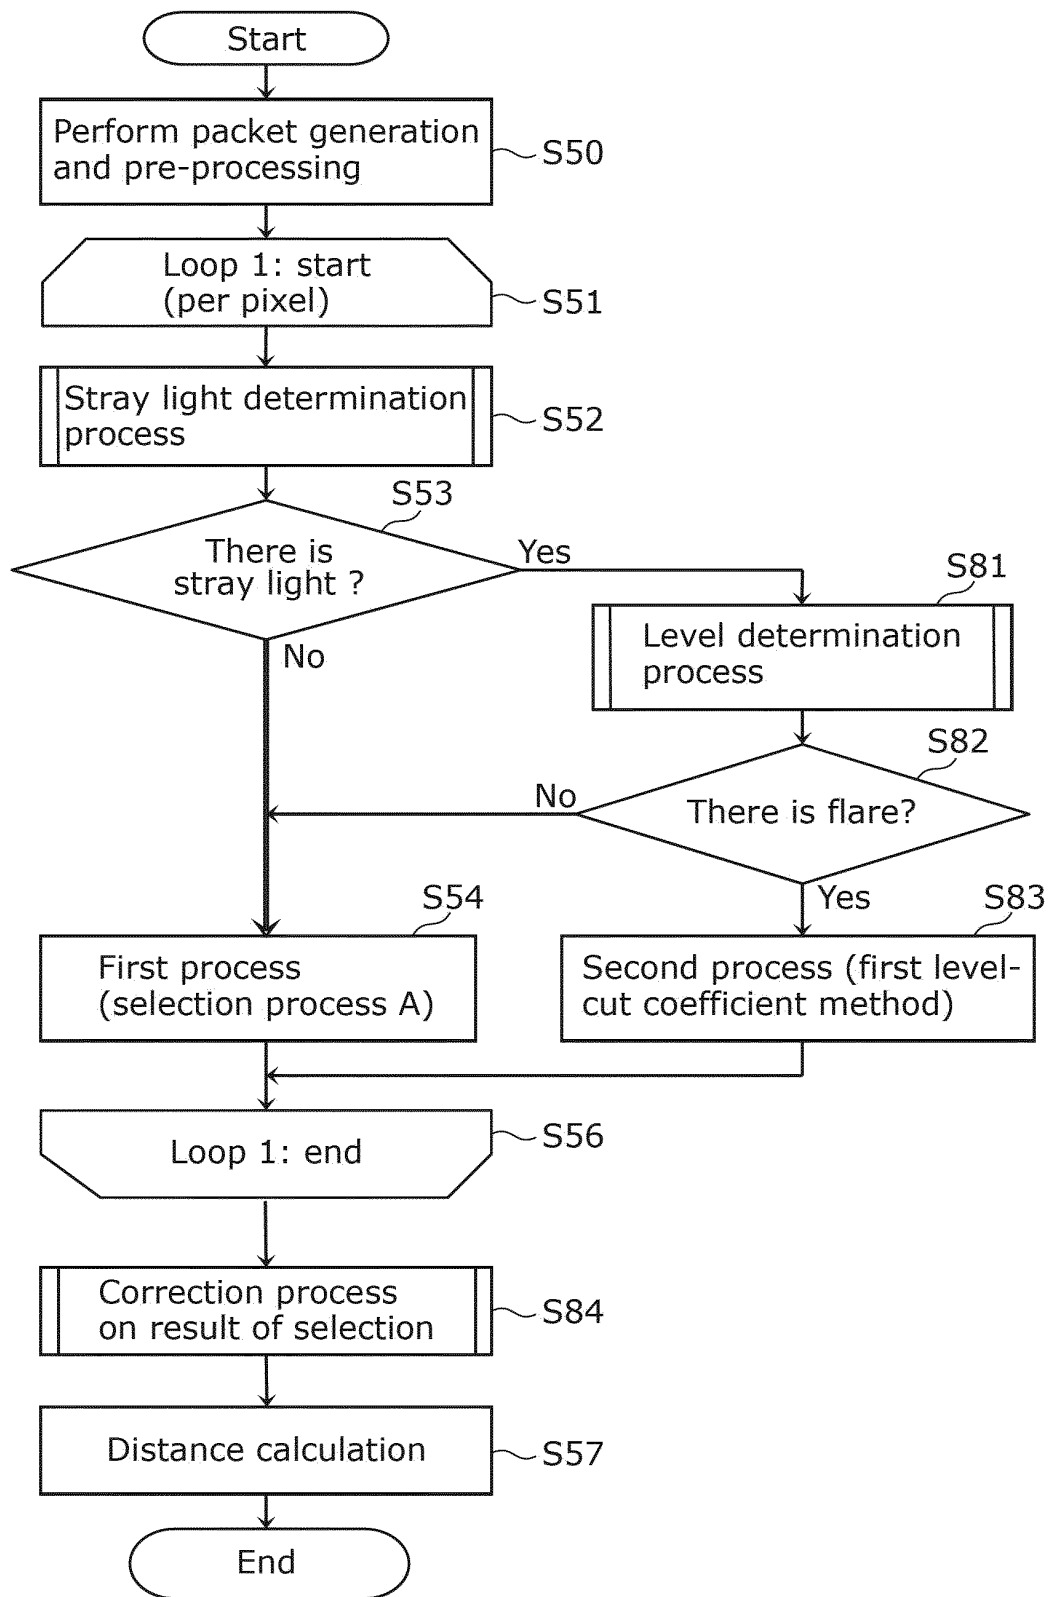 Start
Perform packet generation
and pre-processing
S50
Loop 1: start
(per pixel)
S51
Stray light determination
process
S52
S53
There is
stray light ?
Yes
No
S81
Level determination
process
S82
There is flare?
No
Yes
S54
First process
(selection process A)
S83
Second process (first level-
cut coefficient method)
Loop 1: end
S56
Correction process
on result of selection
S84
Distance calculation
S57
End